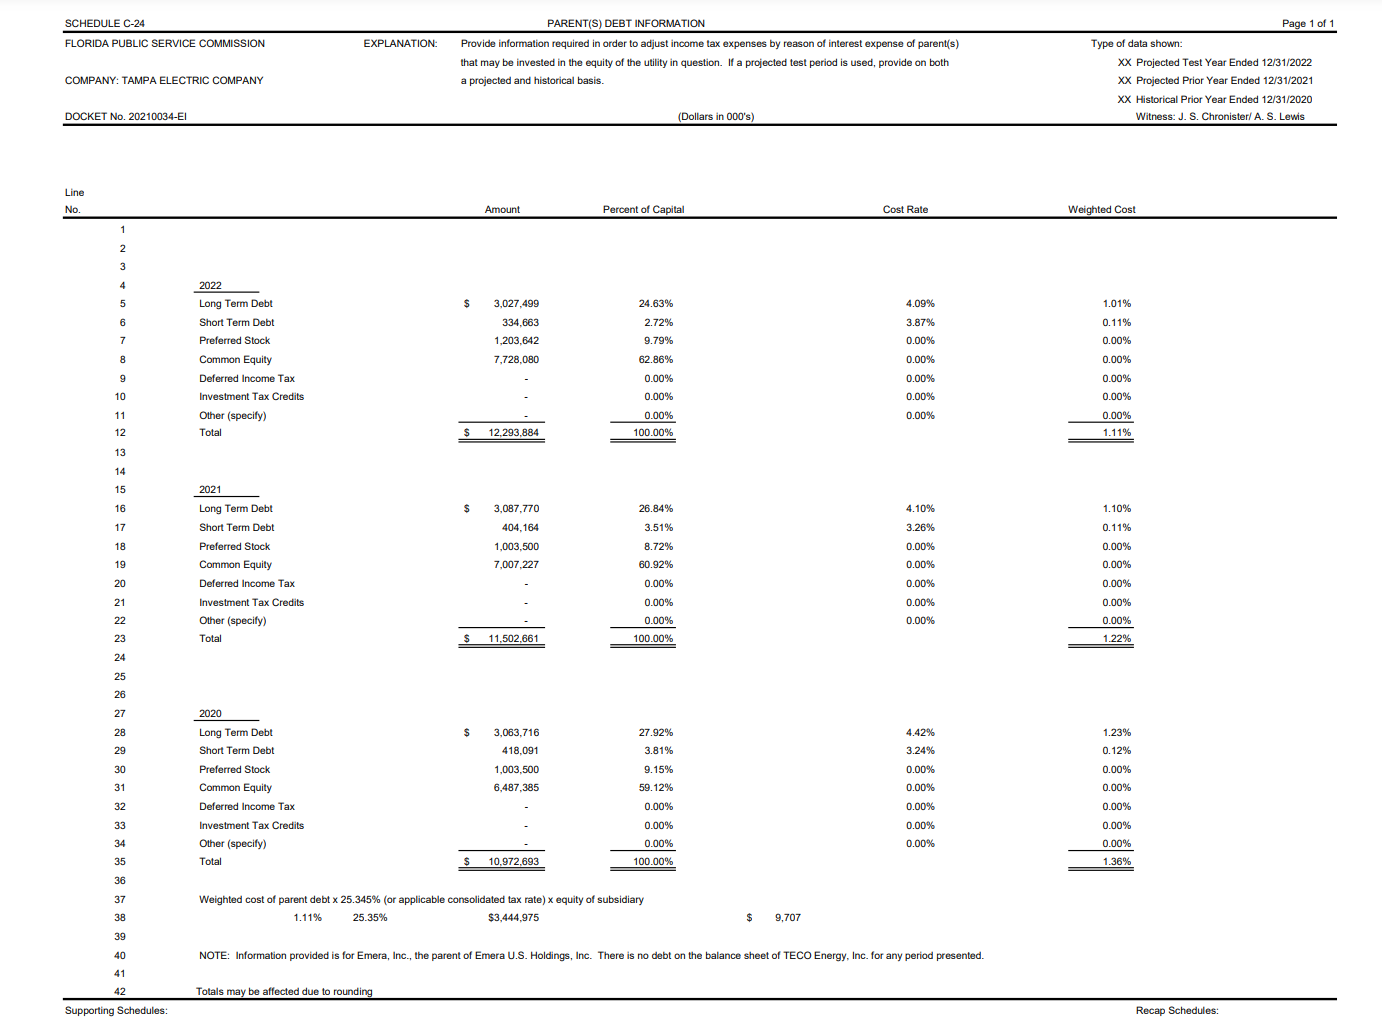 SCHEDULE C-24 PARENT(S) DEBT INFORMATION Page 1 of 1
FLORIDA PUBLIC SERVICE COMMISSION EXPLANATION: Provide information required in order to adjust income tax expenses by reason of interest expense of parent(s) Type of data shown:
that may be invested in the equity of the utility in question. If a projected test period is used, provide on both XX Projected Test Year Ended 12/31/2022
COMPANY: TAMPA ELECTRIC COMPANY a projected and historical basis. XX Projected Prior Year Ended 12/31/2021
XX Historical Prior Year Ended 12/31/2020
DOCKET No. 20210034-EI (Dollars in 000's) Witness: J. S. Chronister/ A. S. Lewis
Line
No. Amount Percent of Capital Cost Rate Weighted Cost
1
2
3
4 2022
5 Long Term Debt $ 3,027,499 24.63% 4.09% 1.01%
6 Short Term Debt 334,663 2.72% 3.87% 0.11%
7 Preferred Stock 1,203,642 9.79% 0.00% 0.00%
8 Common Equity 7,728,080 62.86% 0.00% 0.00%
9 Deferred Income Tax - 0.00% 0.00% 0.00%
10 Investment Tax Credits - 0.00% 0.00% 0.00%
11 Other (specify) - 0.00% 0.00% 0.00%
12 Total $ 12,293,884 100.00% 1.11%
13
14
15 2021
16 Long Term Debt $ 3,087,770 26.84% 4.10% 1.10%
17 Short Term Debt 404,164 3.51% 3.26% 0.11%
18 Preferred Stock 1,003,500 8.72% 0.00% 0.00%
19 Common Equity 7,007,227 60.92% 0.00% 0.00%
20 Deferred Income Tax - 0.00% 0.00% 0.00%
21 Investment Tax Credits - 0.00% 0.00% 0.00%
22 Other (specify) - 0.00% 0.00% 0.00%
23 Total $ 11,502,661 100.00% 1.22%
24
25
26
27 2020
28 Long Term Debt $ 3,063,716 27.92% 4.42% 1.23%
29 Short Term Debt 418,091 3.81% 3.24% 0.12%
30 Preferred Stock 1,003,500 9.15% 0.00% 0.00%
31 Common Equity 6,487,385 59.12% 0.00% 0.00%
32 Deferred Income Tax - 0.00% 0.00% 0.00%
33 Investment Tax Credits - 0.00% 0.00% 0.00%
34 Other (specify) - 0.00% 0.00% 0.00%
35 Total $ 10,972,693 100.00% 1.36%
36
37 Weighted cost of parent debt x 25.345% (or applicable consolidated tax rate) x equity of subsidiary
38 1.11% 25.35% $3,444,975 $ 9,707
39
40 NOTE: Information provided is for Emera, Inc., the parent of Emera U.S. Holdings, Inc. There is no debt on the balance sheet of TECO Energy, Inc. for any period presented.
41
42 Totals may be affected due to rounding
Supporting Schedules: Recap Schedules: